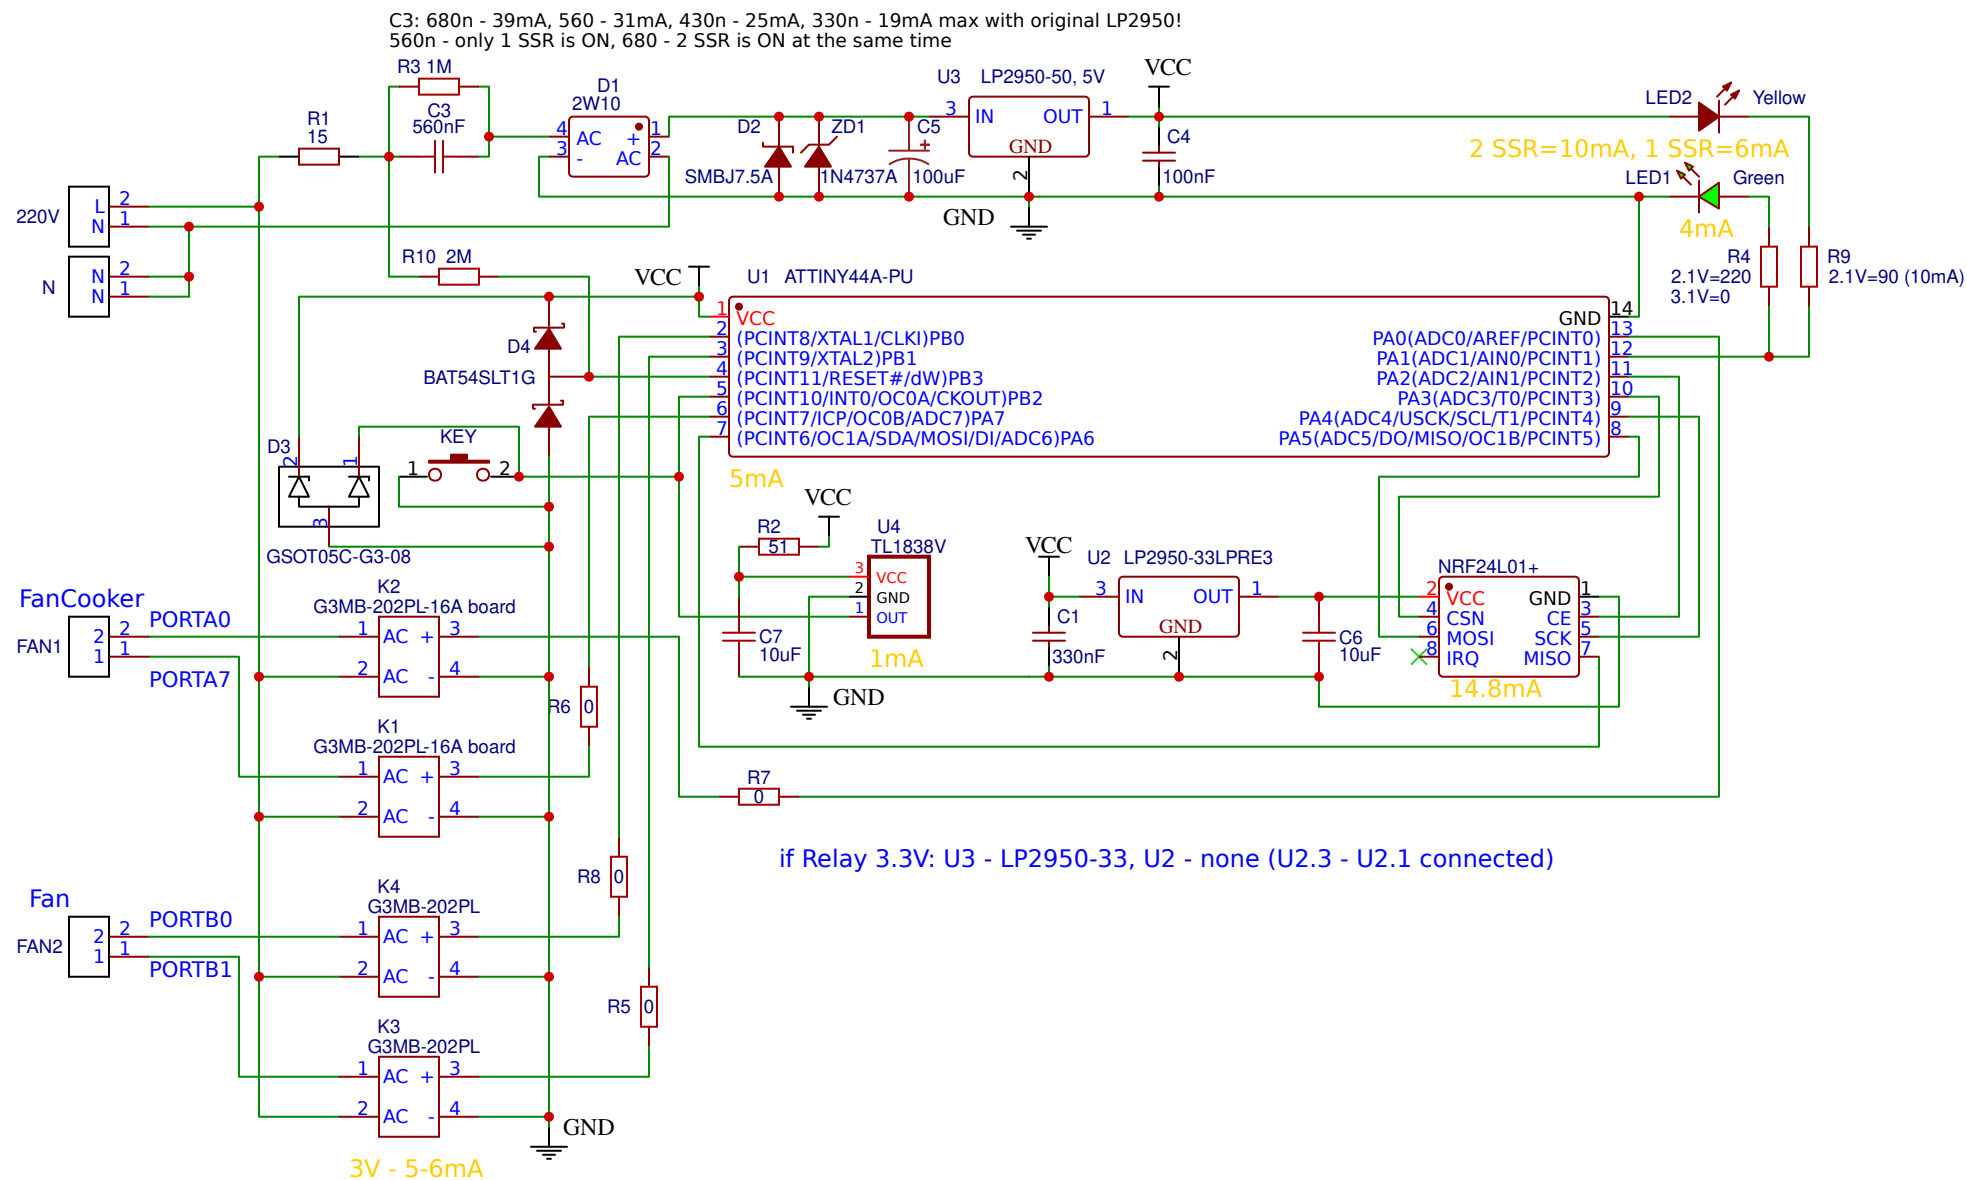 C3: 680n - 39mA, 560 - 31mA, 430n - 25mA, 330n - 19mA max with original LP2950!
560n - only 1 SSR is ON, 680 - 2 SSR is ON at the same time
R3 1M
C3
560nF
R1
15
D1
2W10
4 AC + 1
3 - AC 2
D2
SMBJ7.5A
ZD1
1N4737A
C5
+
100uF
U3 LP2950-50, 5V
3 IN OUT 1
GND
2
VCC
C4
100nF
GND
LED2 Yellow
2 SSR=10mA, 1 SSR=6mA
LED1 Green
4mA
R4
2.1V=220
3.1V=0
R9
2.1V=90 (10mA)
220V
L 2
N 1
N
N 2
N 1
R10 2M
VCC
U1 ATTINY44A-PU
1 VCC
2 (PCINT8/XTAL1/CLKI)PB0
3 (PCINT9/XTAL2)PB1
4 (PCINT11/RESET#/dW)PB3
5 (PCINT10/INT0/OC0A/CKOUT)PB2
6 (PCINT7/ICP/OC0B/ADC7)PA7
7 (PCINT6/OC1A/SDA/MOSI/DI/ADC6)PA6
GND 14
PA0(ADC0/AREF/PCINT0) 13
PA1(ADC1/AIN0/PCINT1) 12
PA2(ADC2/AIN1/PCINT2) 11
PA3(ADC3/T0/PCINT3) 10
PA4(ADC4/USCK/SCL/T1/PCINT4) 9
PA5(ADC5/DO/MISO/OC1B/PCINT5) 8
5mA
D4
BAT54SLT1G
KEY
1 2
D3
2 1
3
GSOT05C-G3-08
VCC
R2
51
U4
TL1838V
3 VCC
2 GND
1 OUT
1mA
C7
10uF
GND
VCC
U2 LP2950-33LPRE3
3 IN OUT 1
GND
2
C1
330nF
C6
10uF
NRF24L01+
2 VCC GND 1
4 CSN CE 3
6 MOSI SCK 5
8 IRQ MISO 7
14.8mA
FanCooker
FAN1
2 2
1 1
PORTA0
PORTA7
K2
G3MB-202PL-16A board
1 AC + 3
2 AC - 4
R6
0
K1
G3MB-202PL-16A board
1 AC + 3
2 AC - 4
R7
0
if Relay 3.3V: U3 - LP2950-33, U2 - none (U2.3 - U2.1 connected)
R8
0
Fan
FAN2
2 2
1 1
PORTB0
PORTB1
K4
G3MB-202PL
1 AC + 3
2 AC - 4
R5
0
K3
G3MB-202PL
1 AC + 3
2 AC - 4
GND
3V - 5-6mA